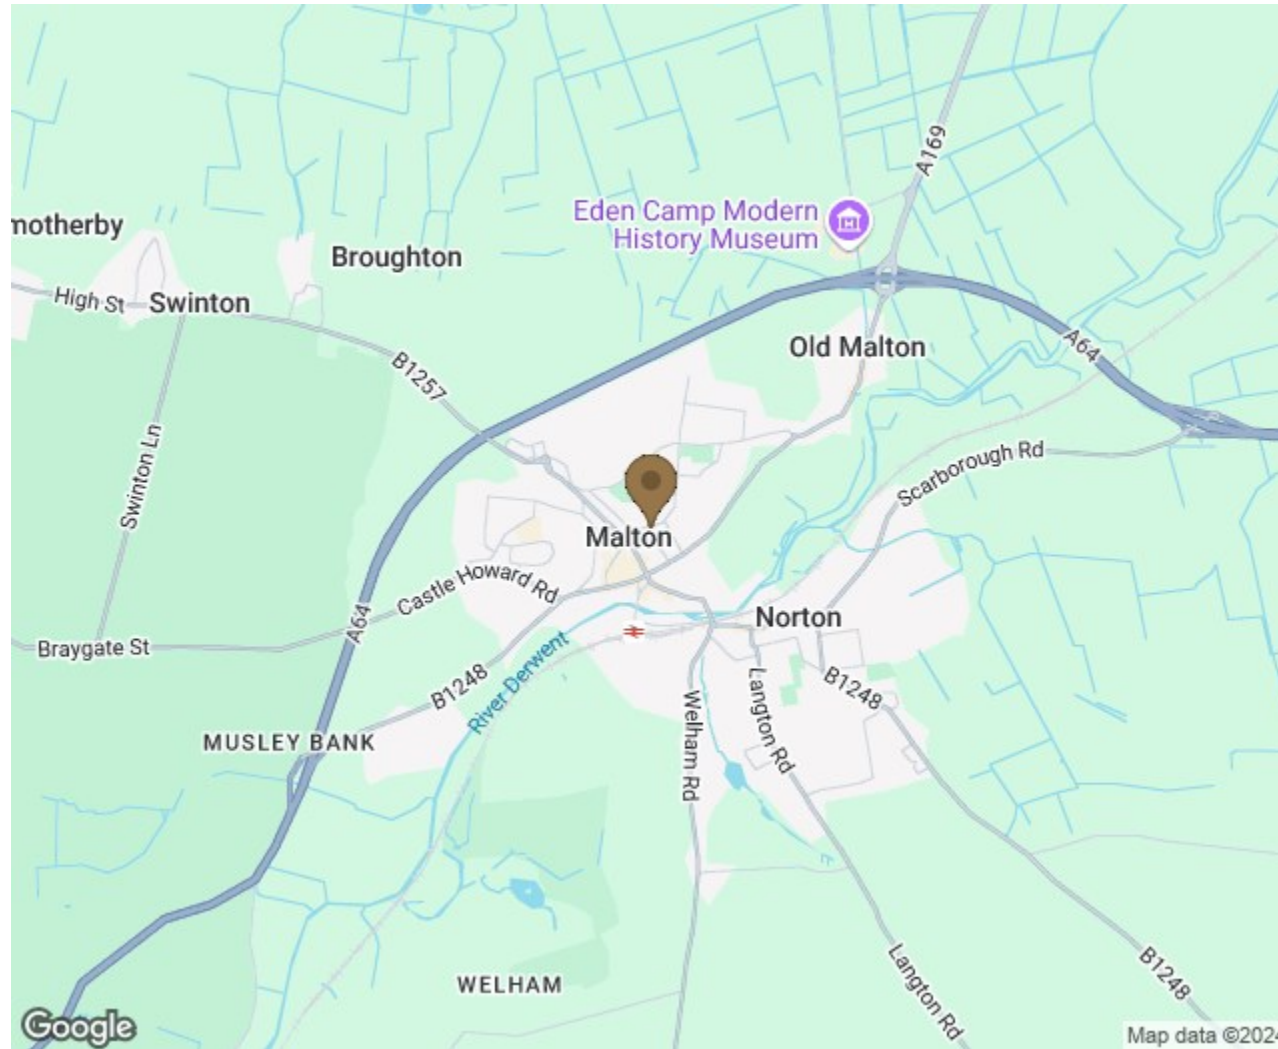 A169
Eden Camp Modern
History Museum
motherby
Broughton
High St
Swinton
Old Malton
A64
B1257
Swinton Ln
Scarborough Rd
Malton
Castle Howard Rd
A64
Norton
Braygate St
B1248
River Derwent
Welham Rd
Langton Rd
B1248
MUSLEY BANK
WELHAM
Langton Rd
B1248
Google
Map data ©2024